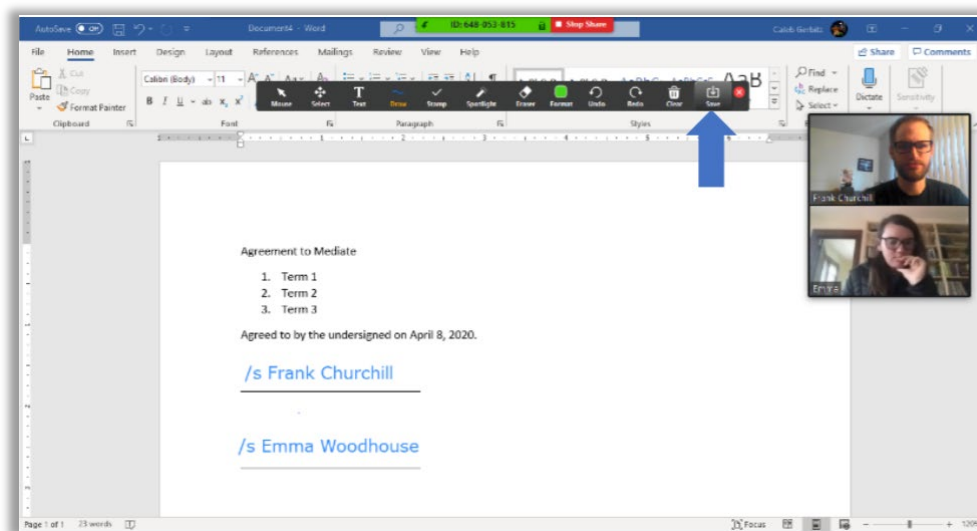 AutoSave Off Document4 - Word ID: 648-053-815 Stop Share
File Home Insert Design Layout References Mailings Review View Help Share Comments
Paste Cut Copy Format Painter
Calibri (Body) 11
B I U ab x₂ x²
Find
Replace
Select
Dictate Sensitivity
Mouse Select Text Draw Stamp Spotlight Eraser Format Undo Redo Clear Save
Clipboard Font Paragraph Styles
Frank Churchill
Emma
Agreement to Mediate
1. Term 1
2. Term 2
3. Term 3
Agreed to by the undersigned on April 8, 2020.
/s Frank Churchill
/s Emma Woodhouse
Page 1 of 1 23 words Focus